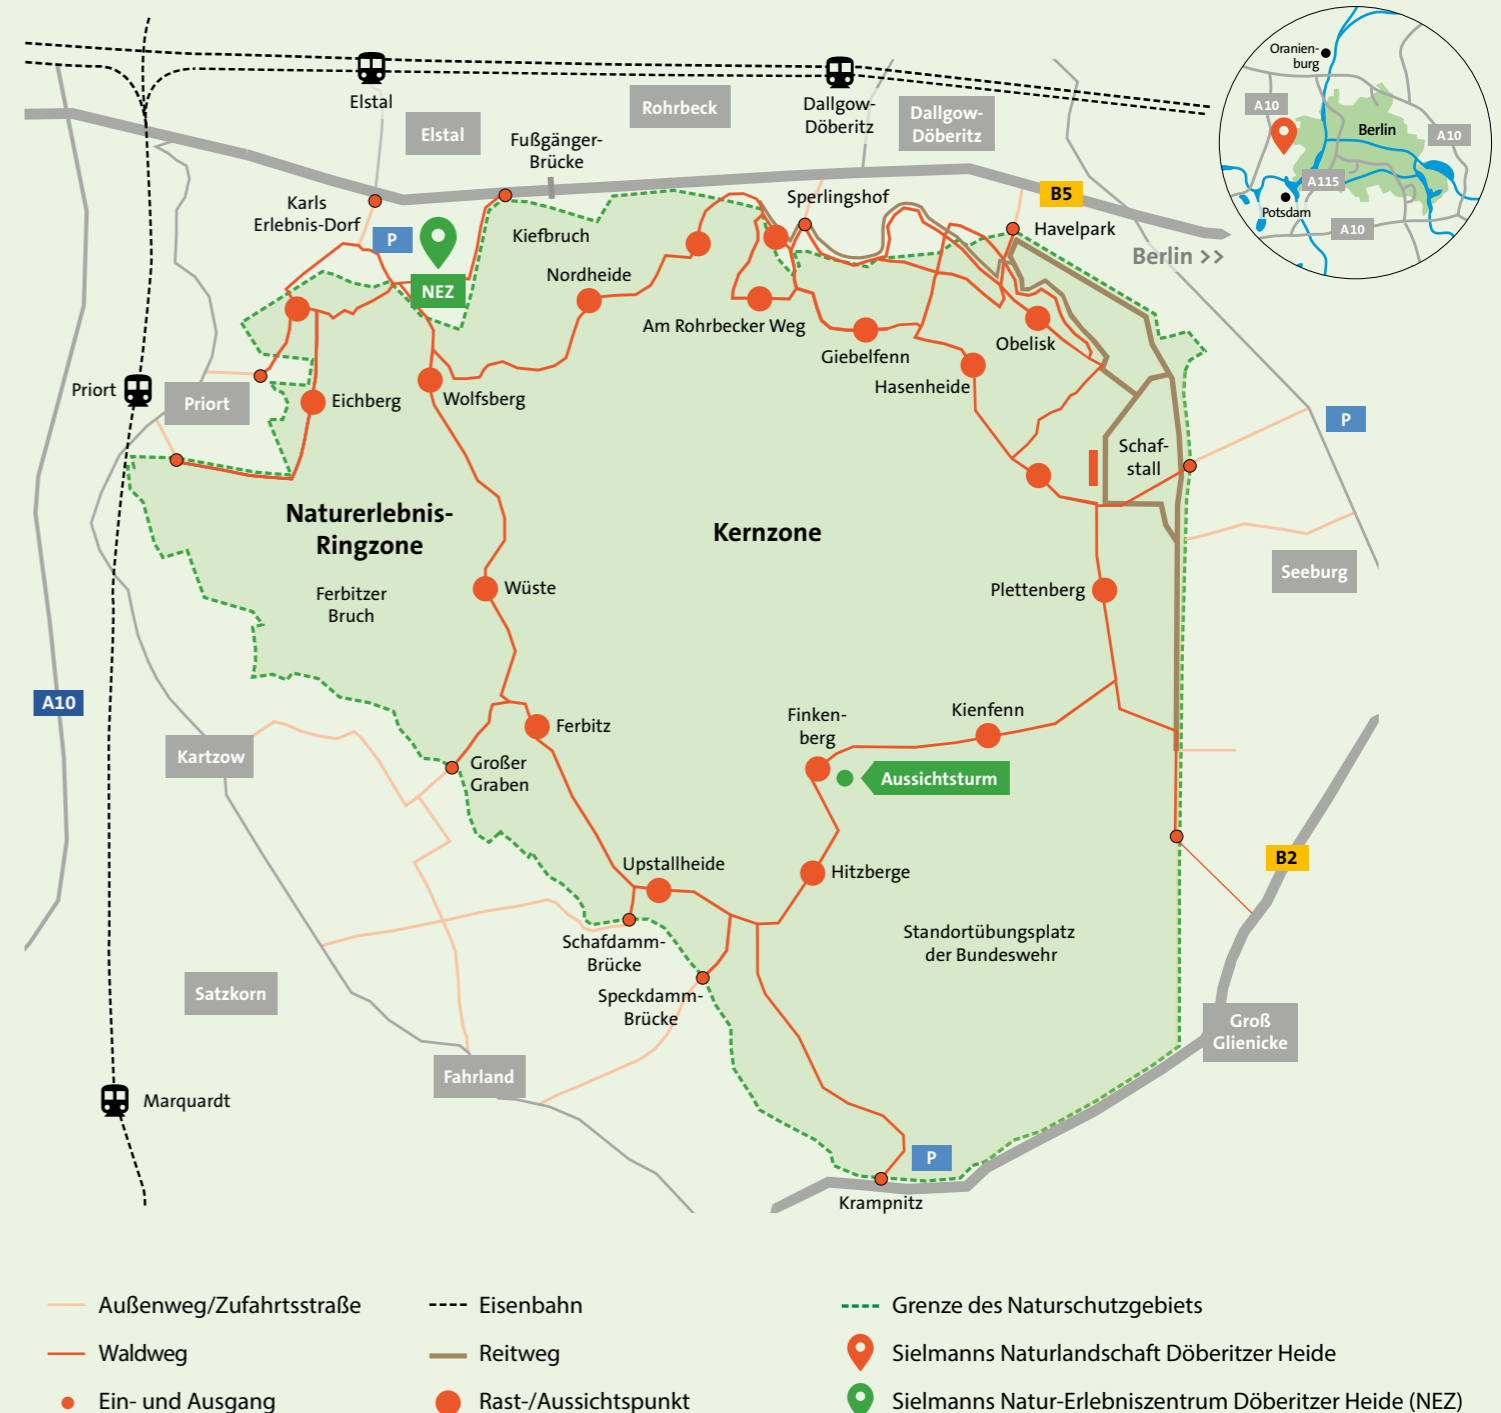 Oranien-
burg
A10
Berlin
A10
A115
Potsdam
A10
Elstal
Elstal
Rohrbeck
Dallgow-
Döberitz
Dallgow-
Döberitz
Fußgänger-
Brücke
Karls
Erlebnis-Dorf
P
NEZ
Kiefbruch
Sperlingshof
B5
Havelpark
Berlin >>
Nordheide
Am Rohrbecker Weg
Giebelfenn
Obelisk
Hasenheide
Priort
Priort
Eichberg
Wolfsberg
P
Schaf-
stall
Naturerlebnis-
Ringzone
Kernzone
Ferbitzer
Bruch
Wüste
Plettenberg
Seeburg
A10
Kartzow
Ferbitz
Großer
Graben
Finken-
berg
Kienfenn
Aussichtsturm
Upstallheide
Hitzberge
B2
Schafdamm-
Brücke
Standortübungsplatz
der Bundeswehr
Satzkorn
Speckdamm-
Brücke
Groß
Glienicke
Fahrland
Marquardt
P
Krampnitz
Außenweg/Zufahrtsstraße
Waldweg
Ein- und Ausgang
Eisenbahn
Reitweg
Rast-/Aussichtspunkt
Grenze des Naturschutzgebiets
Sielmanns Naturlandschaft Döberitzer Heide
Sielmanns Natur-Erlebniszentrum Döberitzer Heide (NEZ)